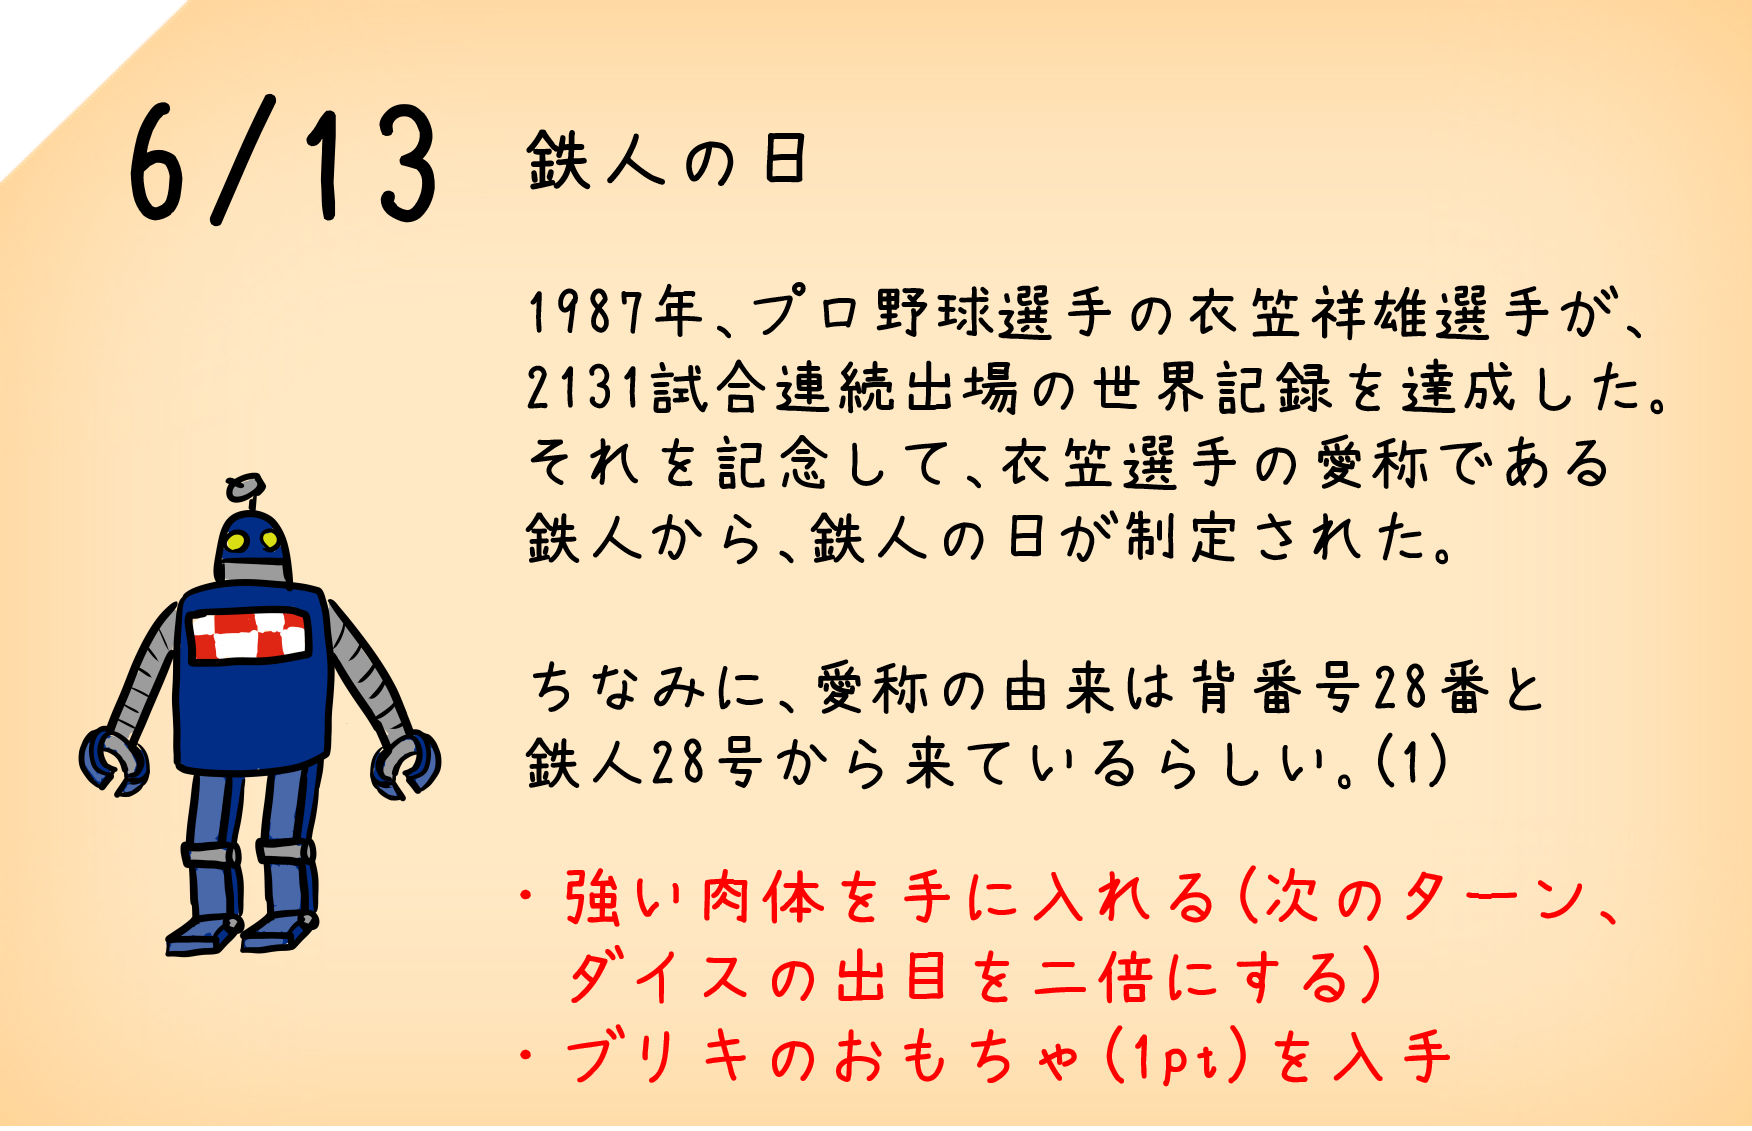 6/13 鉄人の日
1987年、プロ野球選手の衣笠祥雄選手が、
2131試合連続出場の世界記録を達成した。
それを記念して、衣笠選手の愛称である
鉄人から、鉄人の日が制定された。
ちなみに、愛称の由来は背番号28番と
鉄人28号から来ているらしい。(1)
・強い肉体を手に入れる(次のターン、
ダイスの出目を二倍にする)
・ブリキのおもちゃ(1pt)を入手